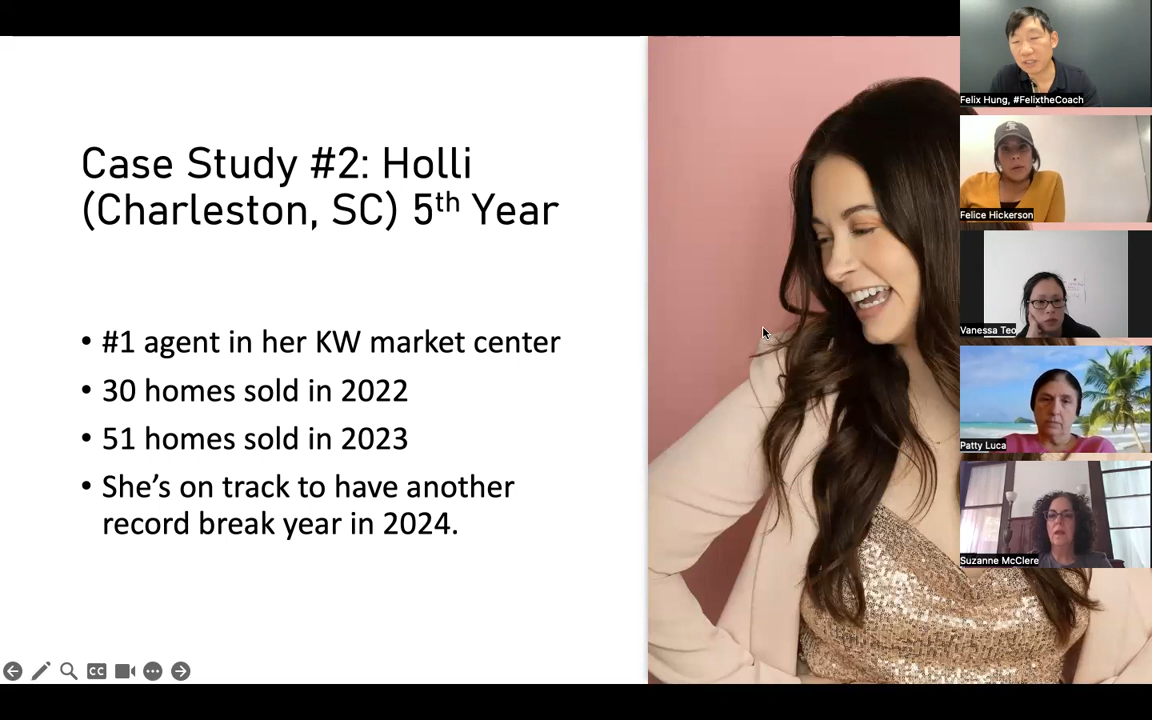 Case Study #2: Holli
(Charleston, SC) 5th Year
• #1 agent in her KW market center
• 30 homes sold in 2022
• 51 homes sold in 2023
• She’s on track to have another
record break year in 2024.
CC
Felix Hung, #FelixtheCoach
Felice Hickerson
Vanessa Teo
Patty Luca
Suzanne McClere